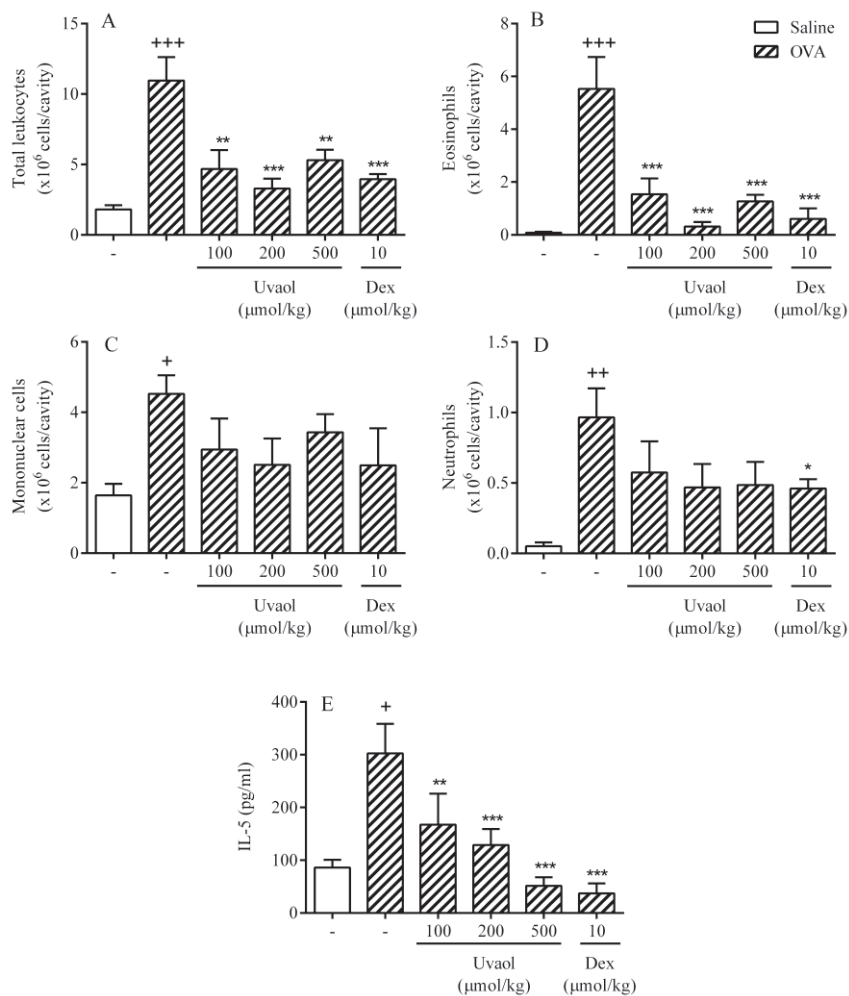 A
Total leukocytes
(x10⁶ cells/cavity)
15
10
5
0
+++
**
***
**
***
-
-
100
200
500
10
Uvaol
(μmol/kg)
Dex
(μmol/kg)
B
Saline
OVA
Eosinophils
(x10⁶ cells/cavity)
8
6
4
2
0
+++
***
***
***
***
-
-
100
200
500
10
Uvaol
(μmol/kg)
Dex
(μmol/kg)
C
Mononuclear cells
(x10⁶ cells/cavity)
6
4
2
0
+
-
-
100
200
500
10
Uvaol
(μmol/kg)
Dex
(μmol/kg)
D
Neutrophils
(x10⁶ cells/cavity)
1.5
1.0
0.5
0.0
++
*
-
-
100
200
500
10
Uvaol
(μmol/kg)
Dex
(μmol/kg)
E
IL-5 (pg/ml)
400
300
200
100
0
+
**
***
***
***
-
-
100
200
500
10
Uvaol
(μmol/kg)
Dex
(μmol/kg)